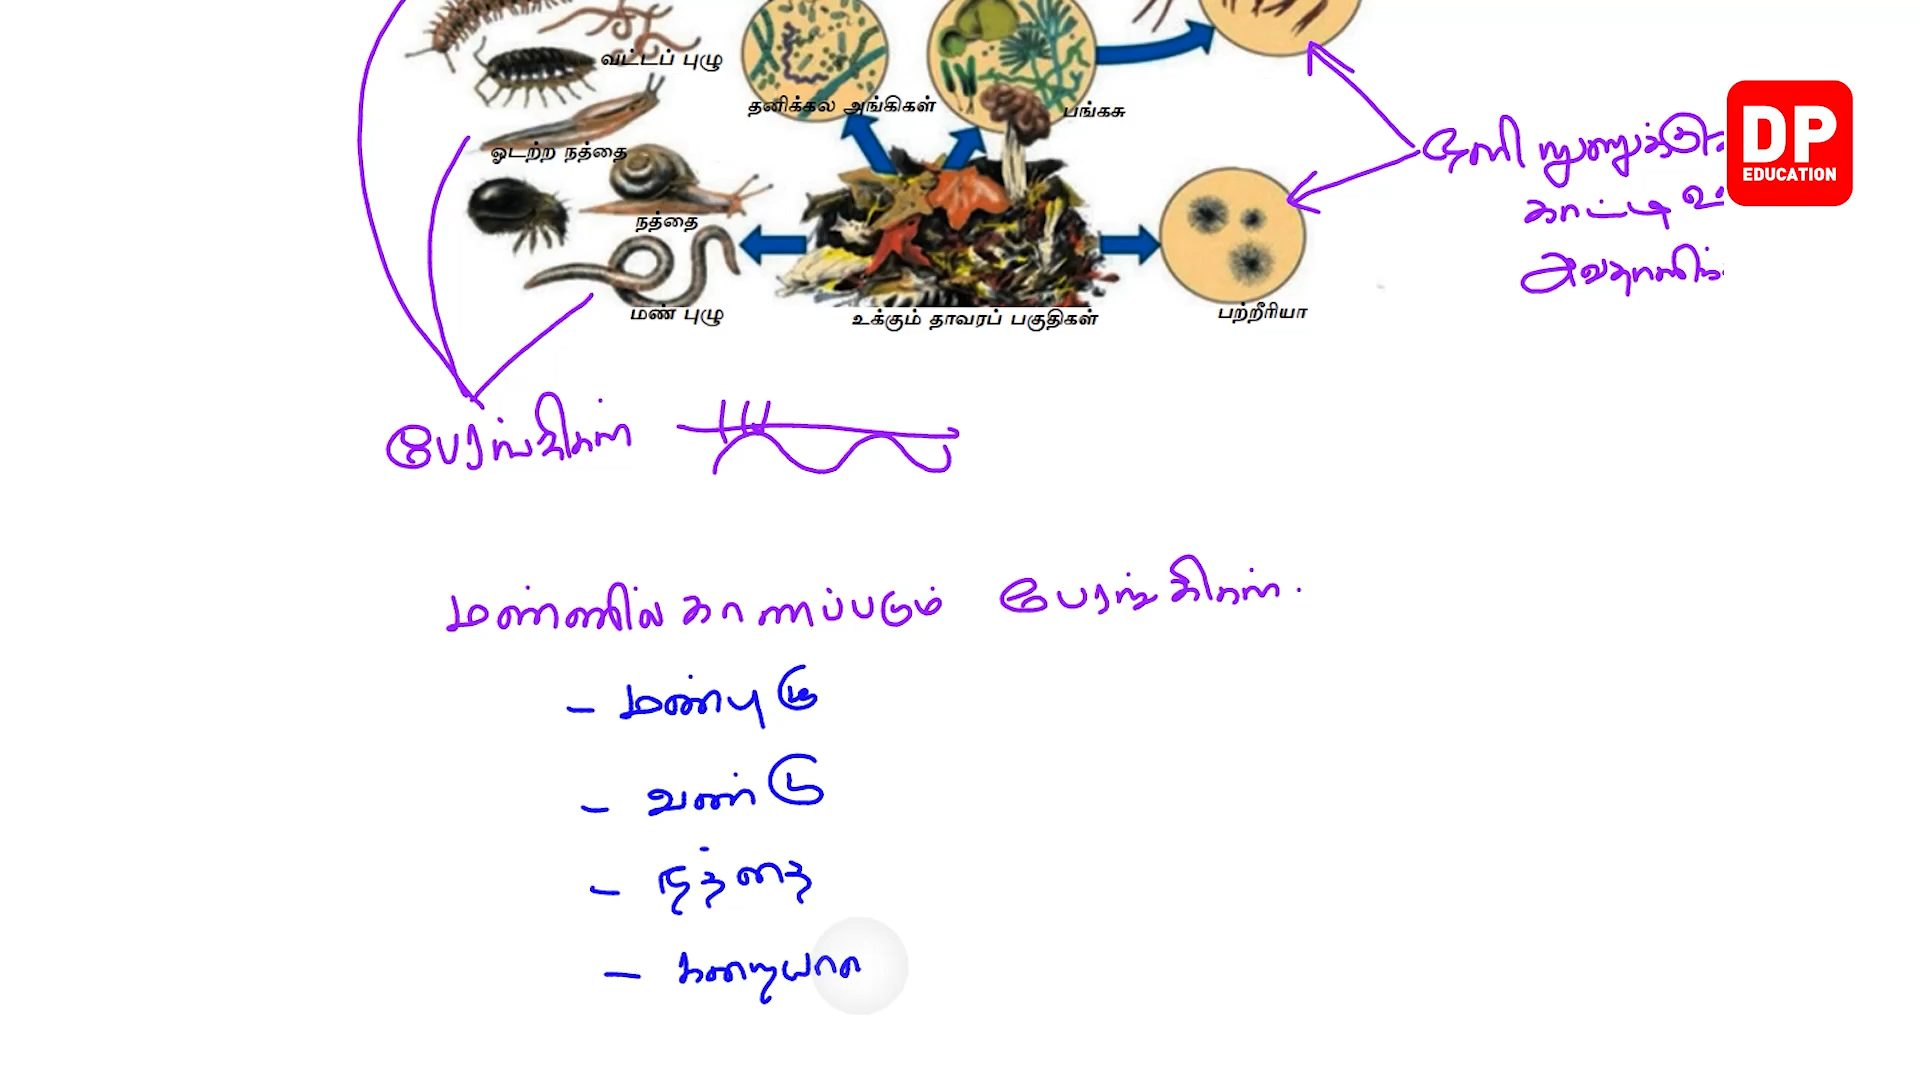 வட்டப் புழு
தனிக்கல அங்கிகள்
பங்கசு
ஓடற்ற நத்தை
நத்தை
மண் புழு
உக்கும் தாவரப் பகுதிகள்
பற்றீரியா
ஒளி நுணுக்கு
காட்டி
DP
EDUCATION
பேரங்கிகள்
மண்ணில் காணப்படும் பேரங்கிகள்.
- மண்புழு
- வண்டு
- நத்தை
- கறையான